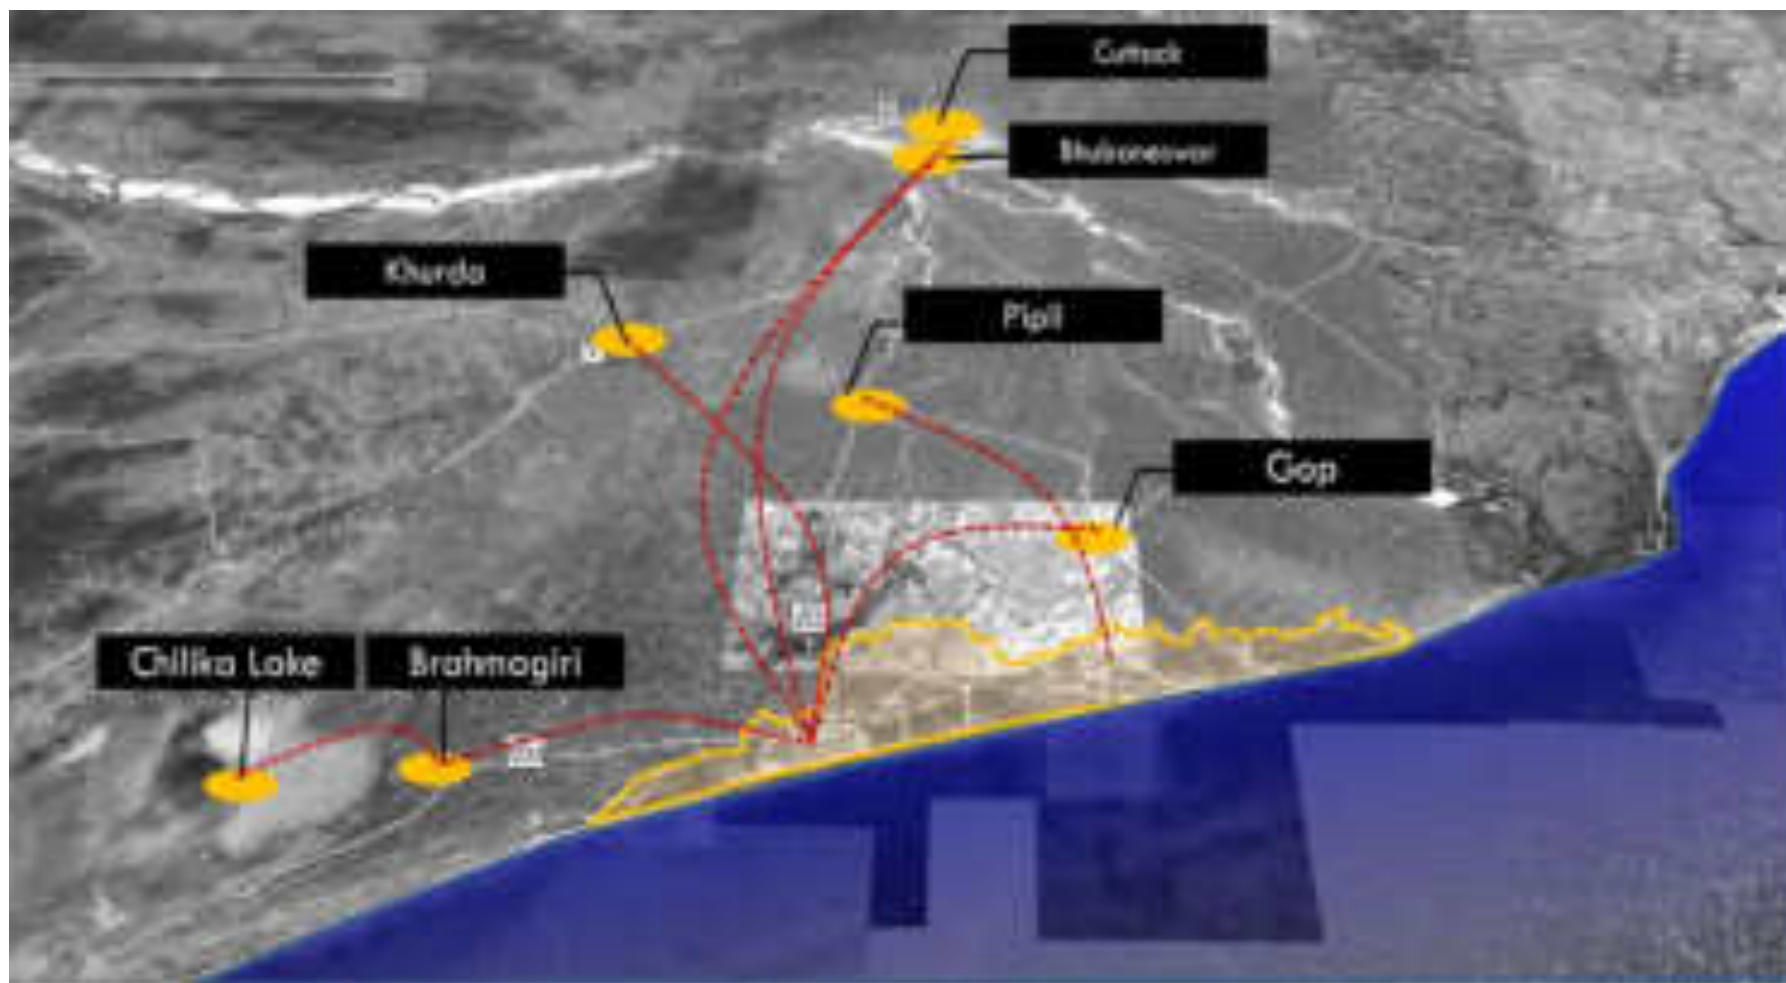 Cuttack
Bhubaneswar
Khurda
Pipli
Gop
Chilika Lake
Brahmagiri